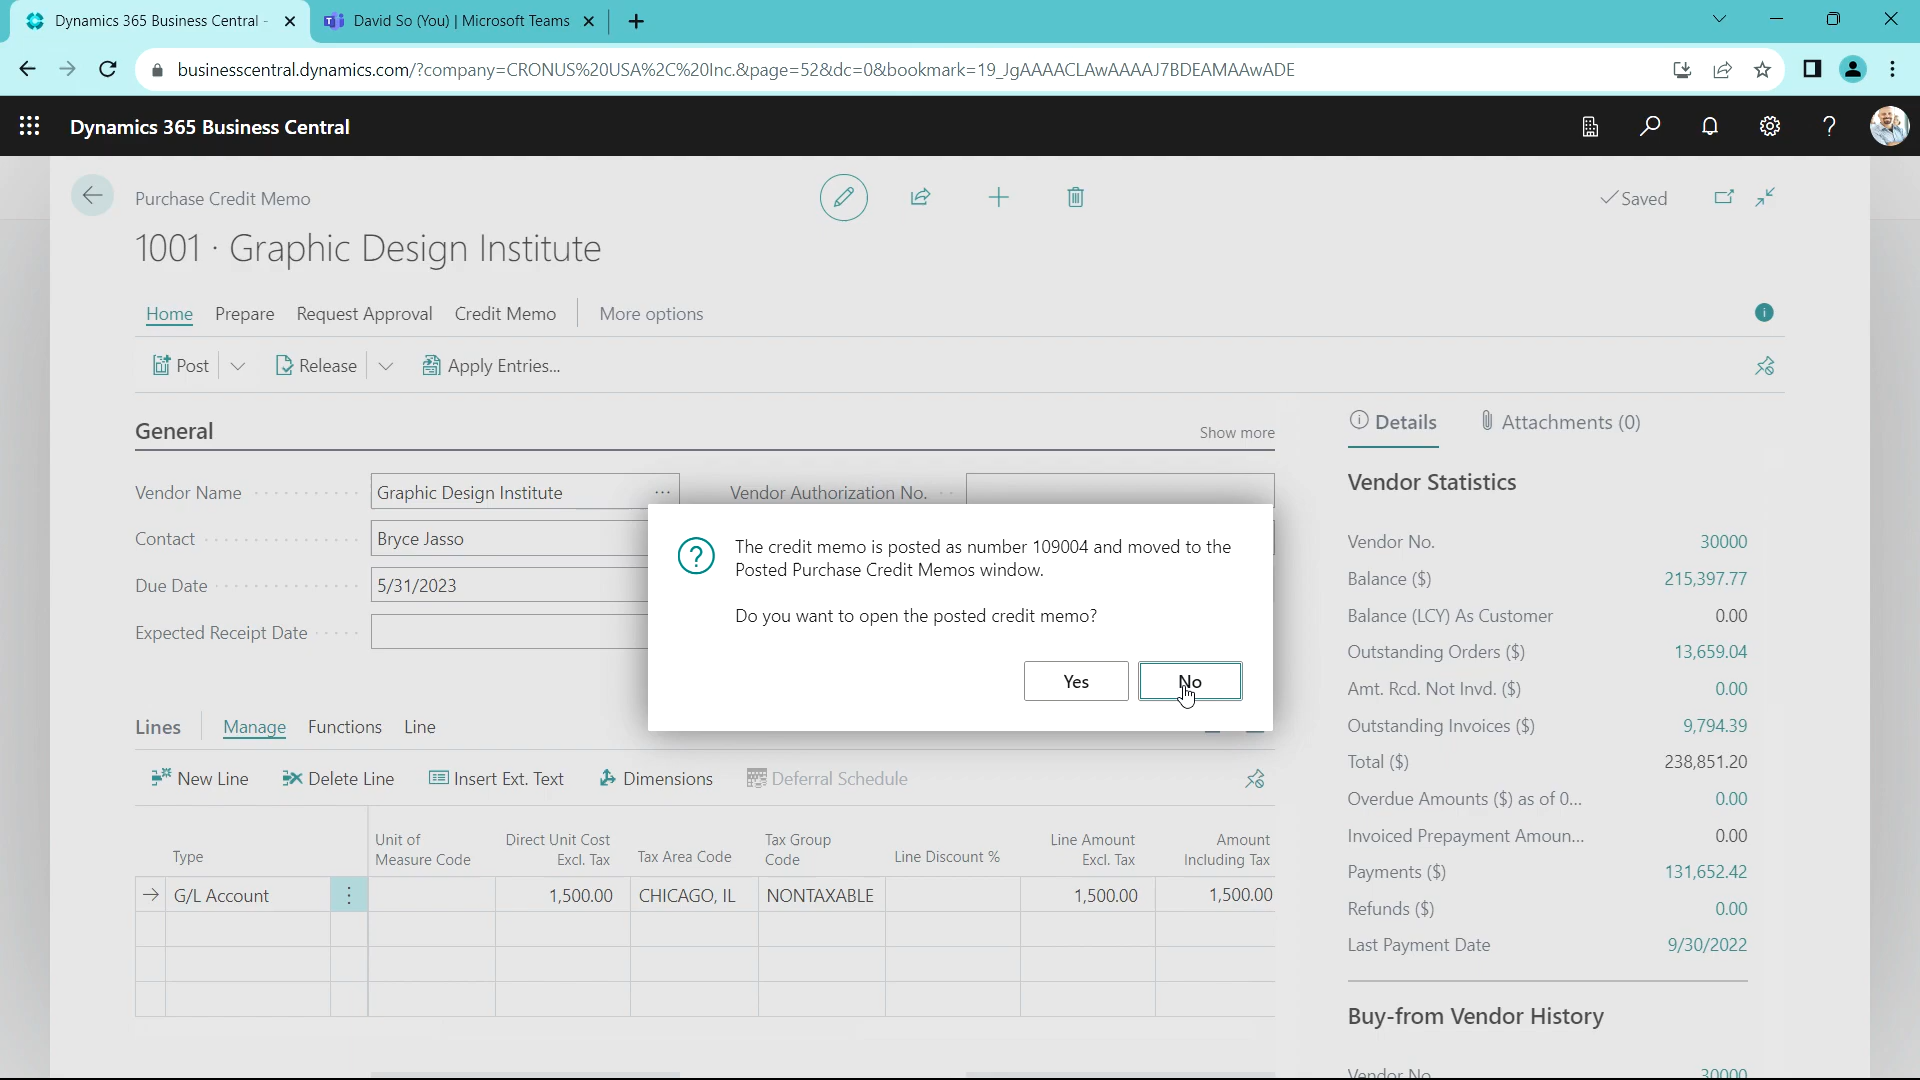 Dynamics 365 Business Central -
David So (You) | Microsoft Teams
businesscentral.dynamics.com/?company=CRONUS%20USA%2C%20Inc.&page=52&dc=0&bookmark=19_JgAAAACLAwAAAAJ7BDEAMAAwADE
Dynamics 365 Business Central
Purchase Credit Memo
Saved
1001 · Graphic Design Institute
Home Prepare Request Approval Credit Memo More options
Post Release Apply Entries...
General Show more
Vendor Name Graphic Design Institute ...
Vendor Authorization No.
Contact Bryce Jasso
Due Date 5/31/2023
Expected Receipt Date
The credit memo is posted as number 109004 and moved to the
Posted Purchase Credit Memos window.
Do you want to open the posted credit memo?
Yes No
Lines Manage Functions Line
New Line Delete Line Insert Ext. Text Dimensions Deferral Schedule
Type
Unit of
Measure Code
Direct Unit Cost
Excl. Tax
Tax Area Code
Tax Group
Code
Line Discount %
Line Amount
Excl. Tax
Amount
Including Tax
G/L Account 1,500.00 CHICAGO, IL NONTAXABLE 1,500.00 1,500.00
Details Attachments (0)
Vendor Statistics
Vendor No. 30000
Balance ($) 215,397.77
Balance (LCY) As Customer 0.00
Outstanding Orders ($) 13,659.04
Amt. Rcd. Not Invd. ($) 0.00
Outstanding Invoices ($) 9,794.39
Total ($) 238,851.20
Overdue Amounts ($) as of 0... 0.00
Invoiced Prepayment Amoun... 0.00
Payments ($) 131,652.42
Refunds ($) 0.00
Last Payment Date 9/30/2022
Buy-from Vendor History
Vendor No. 30000